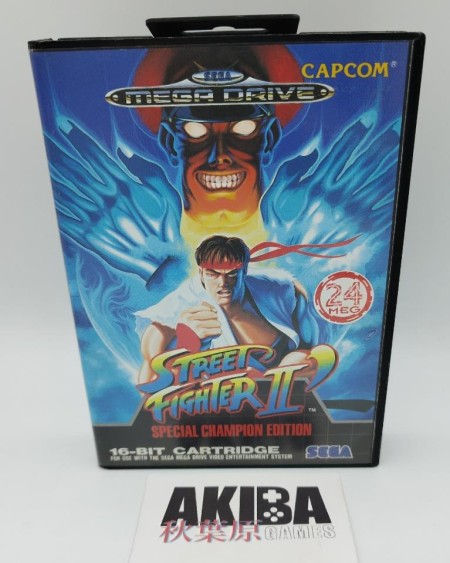 SEGA
CAPCOM®
MEGA DRIVE
24
MEG
STREET
FIGHTER II'
TM
SPECIAL CHAMPION EDITION
16-BIT CARTRIDGE
FOR USE WITH THE SEGA MEGA DRIVE VIDEO ENTERTAINMENT SYSTEM
SEGA
AKIBA
秋葉原 GAMES